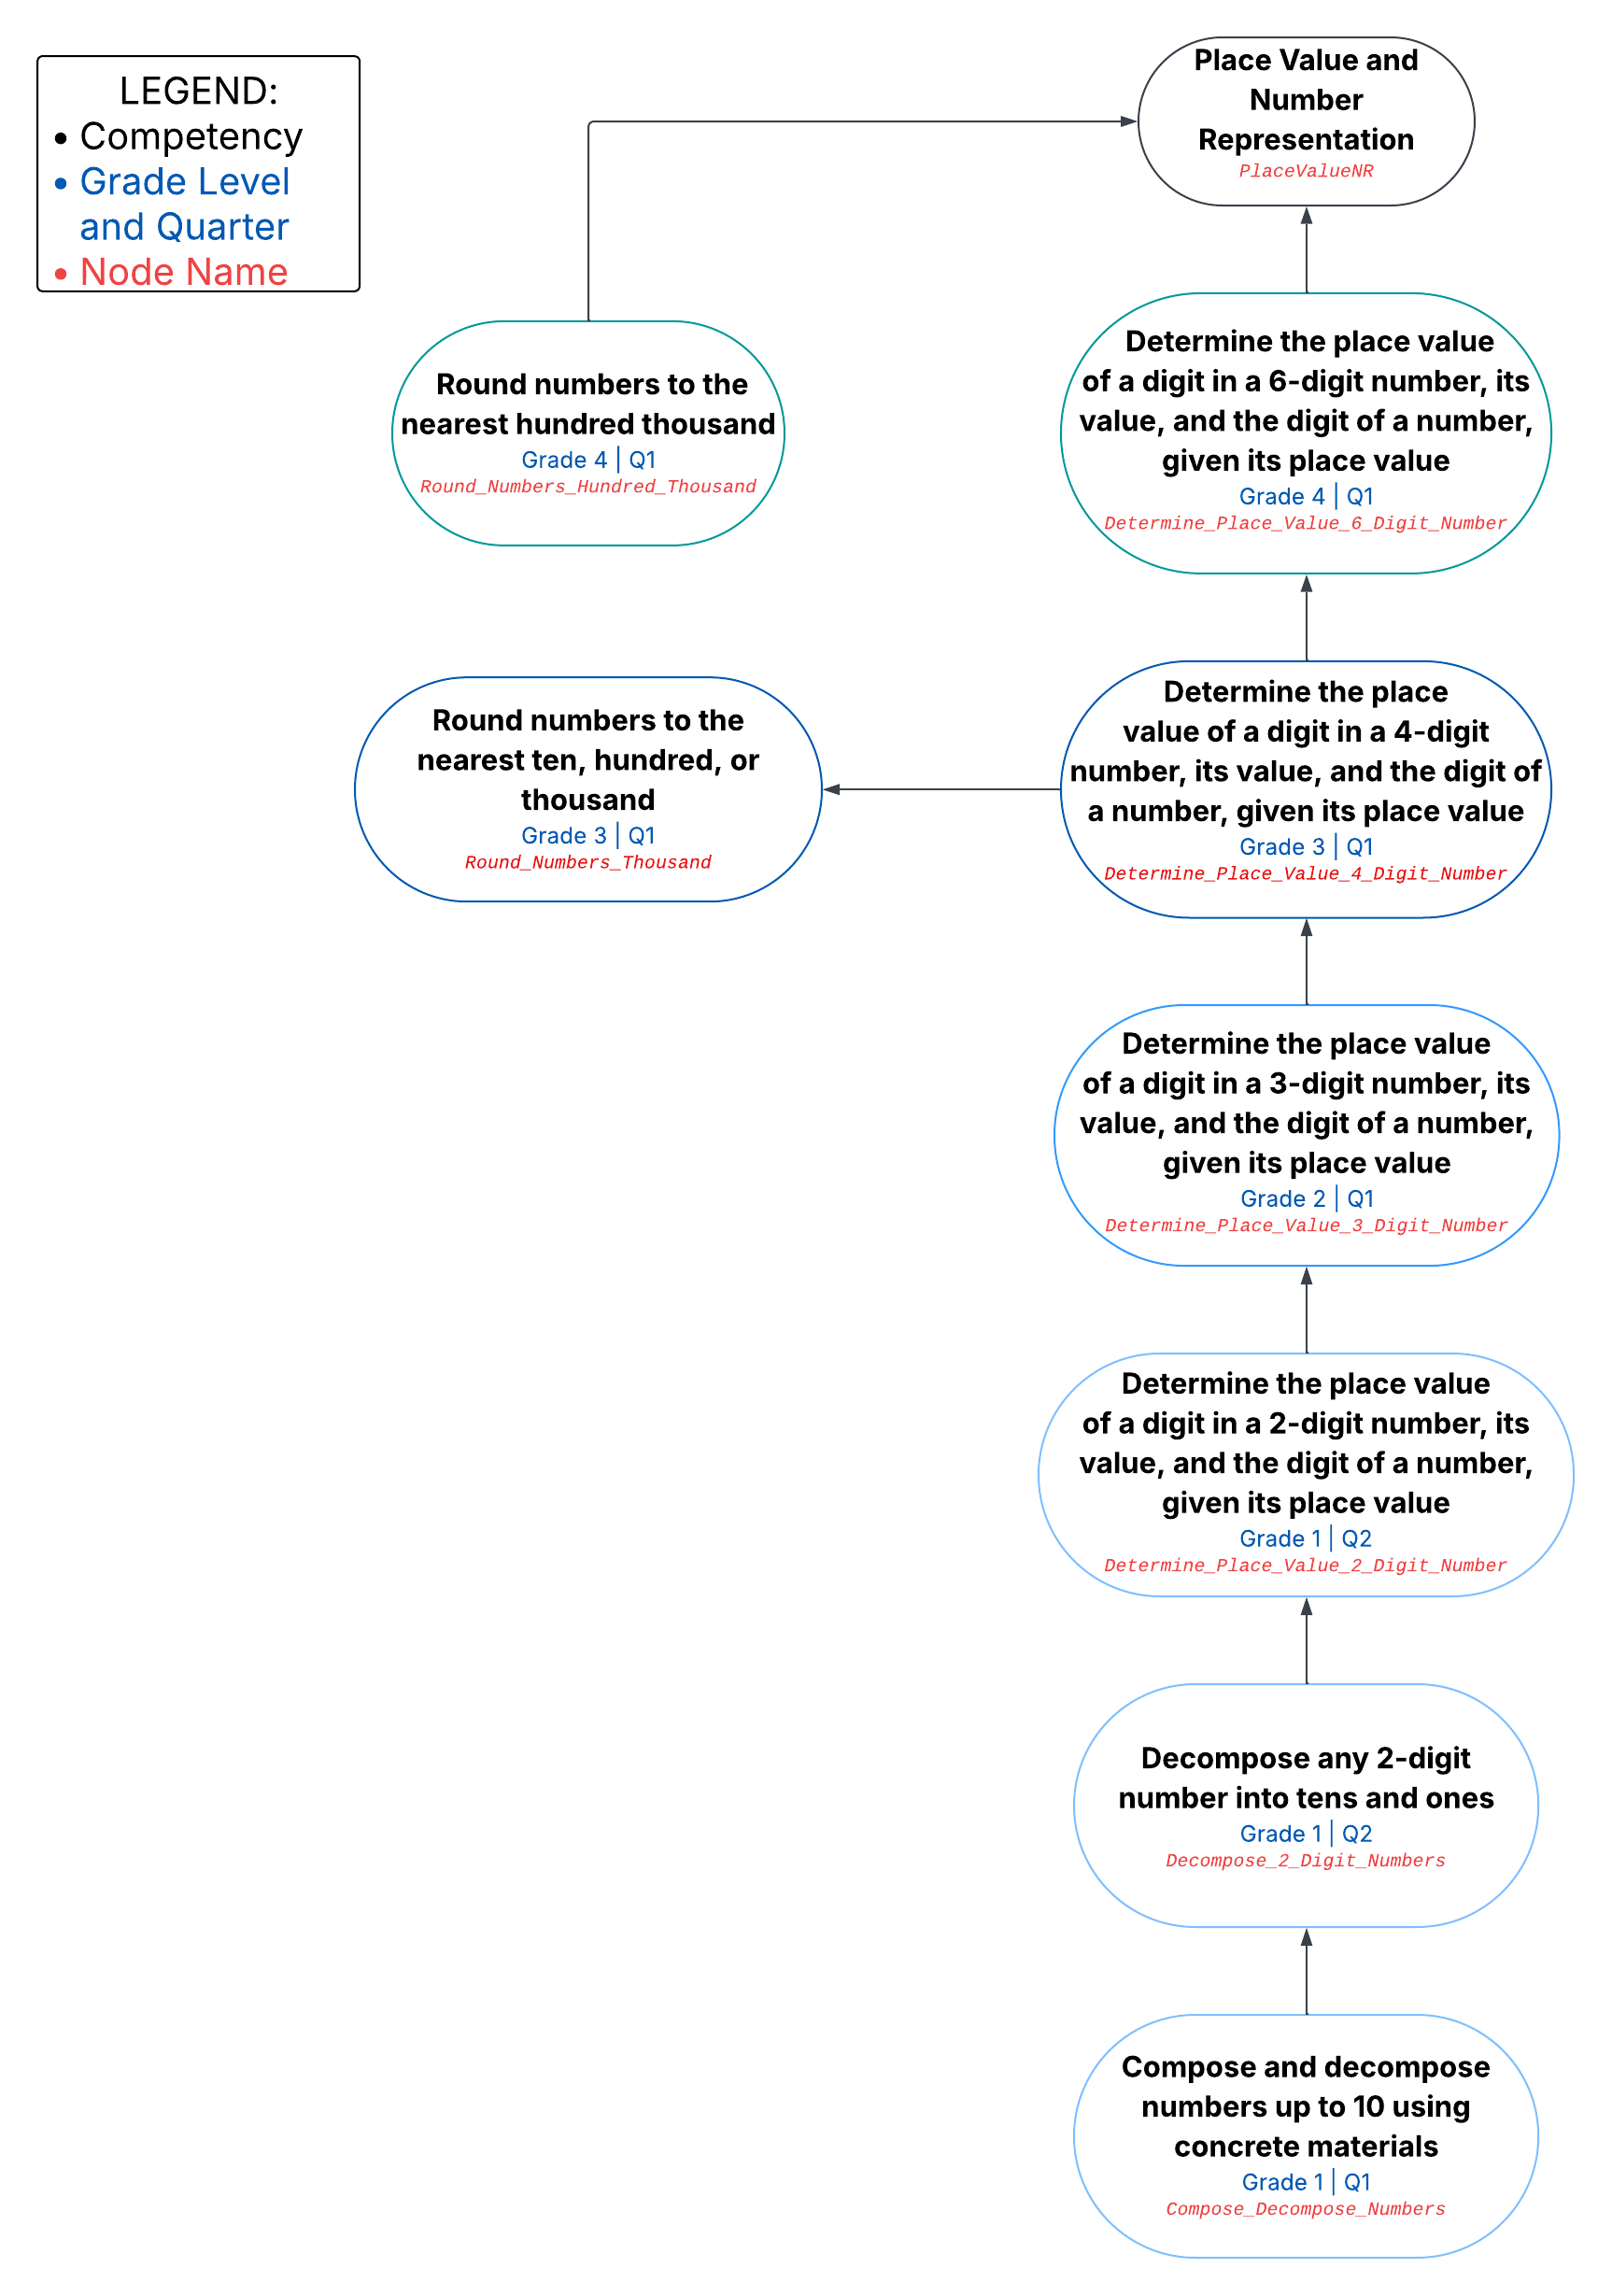 LEGEND:
• Competency
• Grade Level
and Quarter
• Node Name
Place Value and
Number
Representation
PlaceValueNR
Round numbers to the
nearest hundred thousand
Grade 4 | Q1
Round_Numbers_Hundred_Thousand
Determine the place value
of a digit in a 6-digit number, its
value, and the digit of a number,
given its place value
Grade 4 | Q1
Determine_Place_Value_6_Digit_Number
Round numbers to the
nearest ten, hundred, or
thousand
Grade 3 | Q1
Round_Numbers_Thousand
Determine the place
value of a digit in a 4-digit
number, its value, and the digit of
a number, given its place value
Grade 3 | Q1
Determine_Place_Value_4_Digit_Number
Determine the place value
of a digit in a 3-digit number, its
value, and the digit of a number,
given its place value
Grade 2 | Q1
Determine_Place_Value_3_Digit_Number
Determine the place value
of a digit in a 2-digit number, its
value, and the digit of a number,
given its place value
Grade 1 | Q2
Determine_Place_Value_2_Digit_Number
Decompose any 2-digit
number into tens and ones
Grade 1 | Q2
Decompose_2_Digit_Numbers
Compose and decompose
numbers up to 10 using
concrete materials
Grade 1 | Q1
Compose_Decompose_Numbers